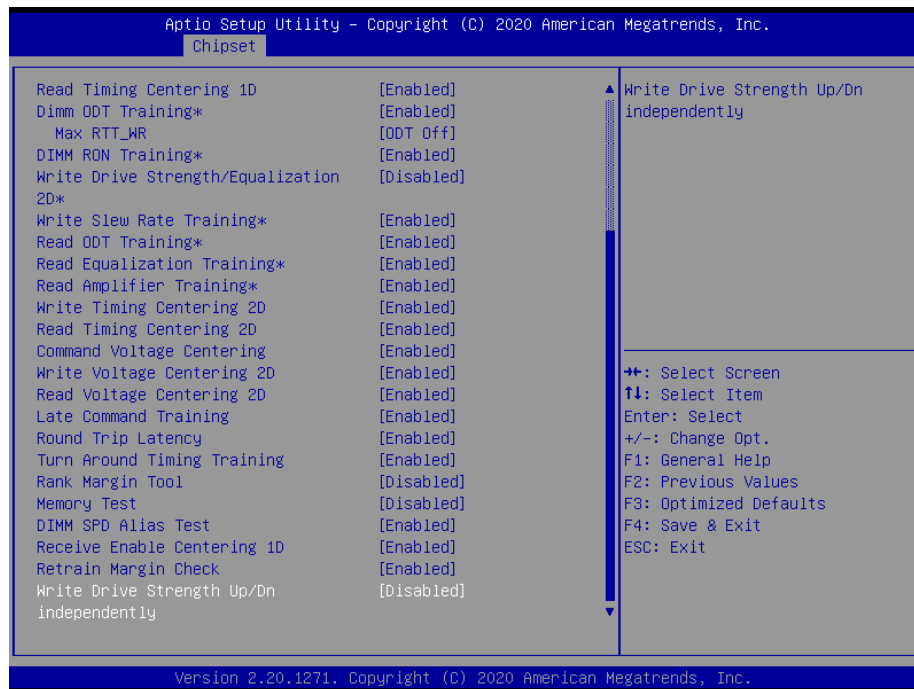 Aptio Setup Utility – Copyright (C) 2020 American Megatrends, Inc.
Chipset
Read Timing Centering 1D [Enabled]
Dimm ODT Training* [Enabled]
Max RTT_WR [ODT Off]
DIMM RON Training* [Enabled]
Write Drive Strength/Equalization [Disabled]
2D*
Write Slew Rate Training* [Enabled]
Read ODT Training* [Enabled]
Read Equalization Training* [Enabled]
Read Amplifier Training* [Enabled]
Write Timing Centering 2D [Enabled]
Read Timing Centering 2D [Enabled]
Command Voltage Centering [Enabled]
Write Voltage Centering 2D [Enabled]
Read Voltage Centering 2D [Enabled]
Late Command Training [Enabled]
Round Trip Latency [Enabled]
Turn Around Timing Training [Enabled]
Rank Margin Tool [Disabled]
Memory Test [Disabled]
DIMM SPD Alias Test [Enabled]
Receive Enable Centering 1D [Enabled]
Retrain Margin Check [Enabled]
Write Drive Strength Up/Dn [Disabled]
independently
Write Drive Strength Up/Dn
independently
→←: Select Screen
↑↓: Select Item
Enter: Select
+/-: Change Opt.
F1: General Help
F2: Previous Values
F3: Optimized Defaults
F4: Save & Exit
ESC: Exit
Version 2.20.1271. Copyright (C) 2020 American Megatrends, Inc.